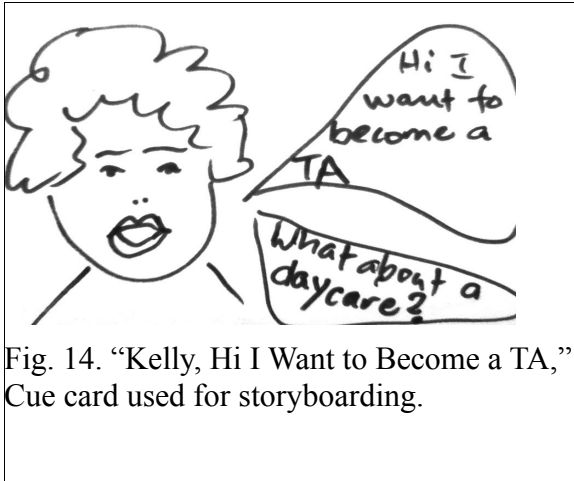 Hi I
want to
become a
TA
What about a
daycare?
Fig. 14. “Kelly, Hi I Want to Become a TA,”
Cue card used for storyboarding.